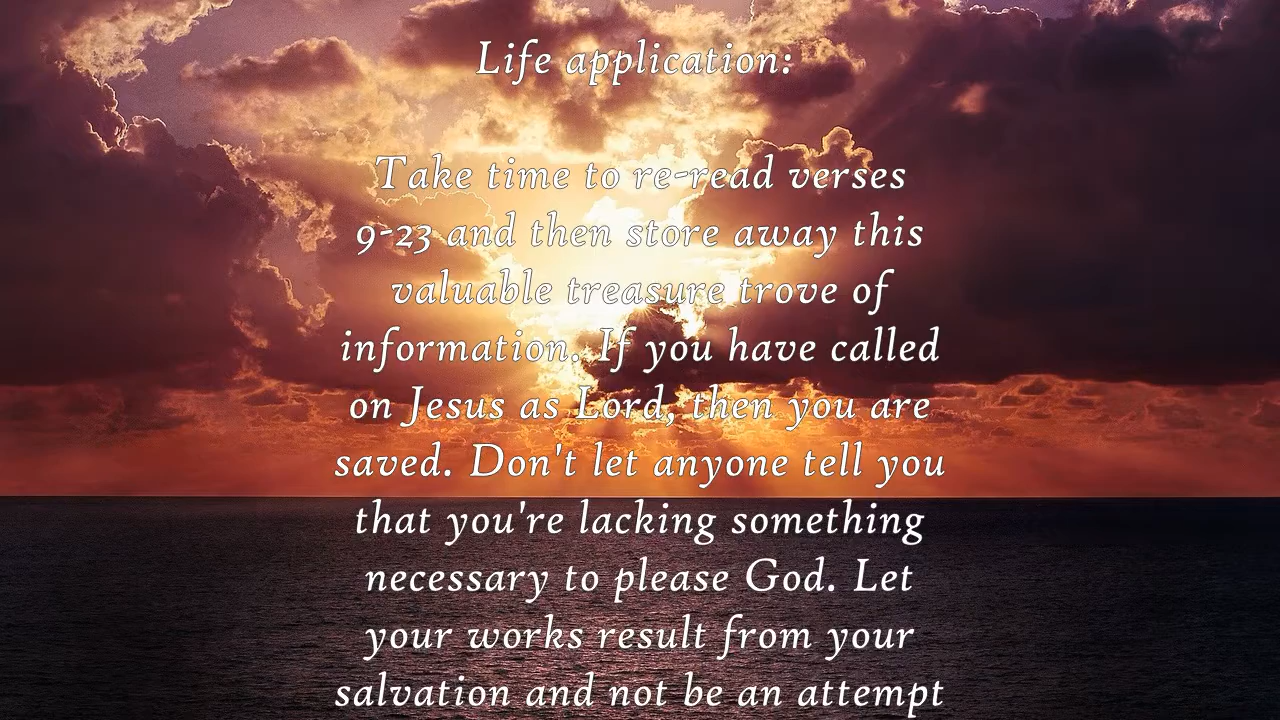 Life application:
Take time to re-read verses
9-23 and then store away this
valuable treasure trove of
information. If you have called
on Jesus as Lord, then you are
saved. Don't let anyone tell you
that you're lacking something
necessary to please God. Let
your works result from your
salvation and not be an attempt